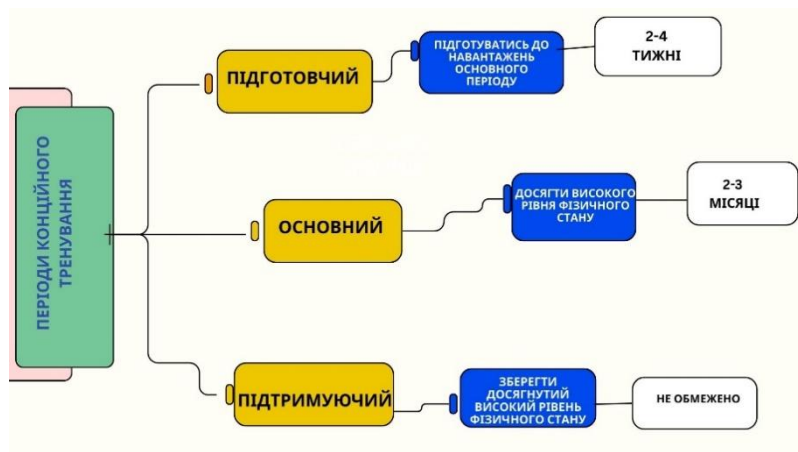 ПЕРІОДИ КОНЦІЙНОГО
ТРЕНУВАННЯ
ПІДГОТОВЧИЙ
ПІДГОТУВАТИСЬ ДО
НАВАНТАЖЕНЬ
ОСНОВНОГО
ПЕРІОДУ
2-4
ТИЖНІ
ОСНОВНИЙ
ДОСЯГТИ ВИСОКОГО
РІВНЯ ФІЗИЧНОГО
СТАНУ
2-3
МІСЯЦІ
ПІДТРИМУЮЧИЙ
ЗБЕРЕГТИ
ДОСЯГНУТИЙ
ВИСОКИЙ РІВЕНЬ
ФІЗИЧНОГО СТАНУ
НЕ ОБМЕЖЕНО